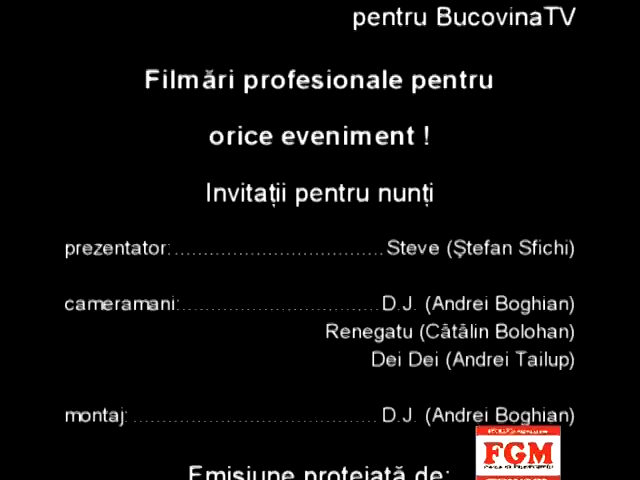 pentru BucovinaTV
Filmări profesionale pentru
orice eveniment !
Invitații pentru nunți
prezentator:....................................Steve (Ștefan Sfichi)
cameramani:..................................D.J. (Andrei Boghian)
Renegatu (Cătălin Bolohan)
Dei Dei (Andrei Tailup)
montaj: ..........................................D.J. (Andrei Boghian)
FGM
Emisiune protejată de: